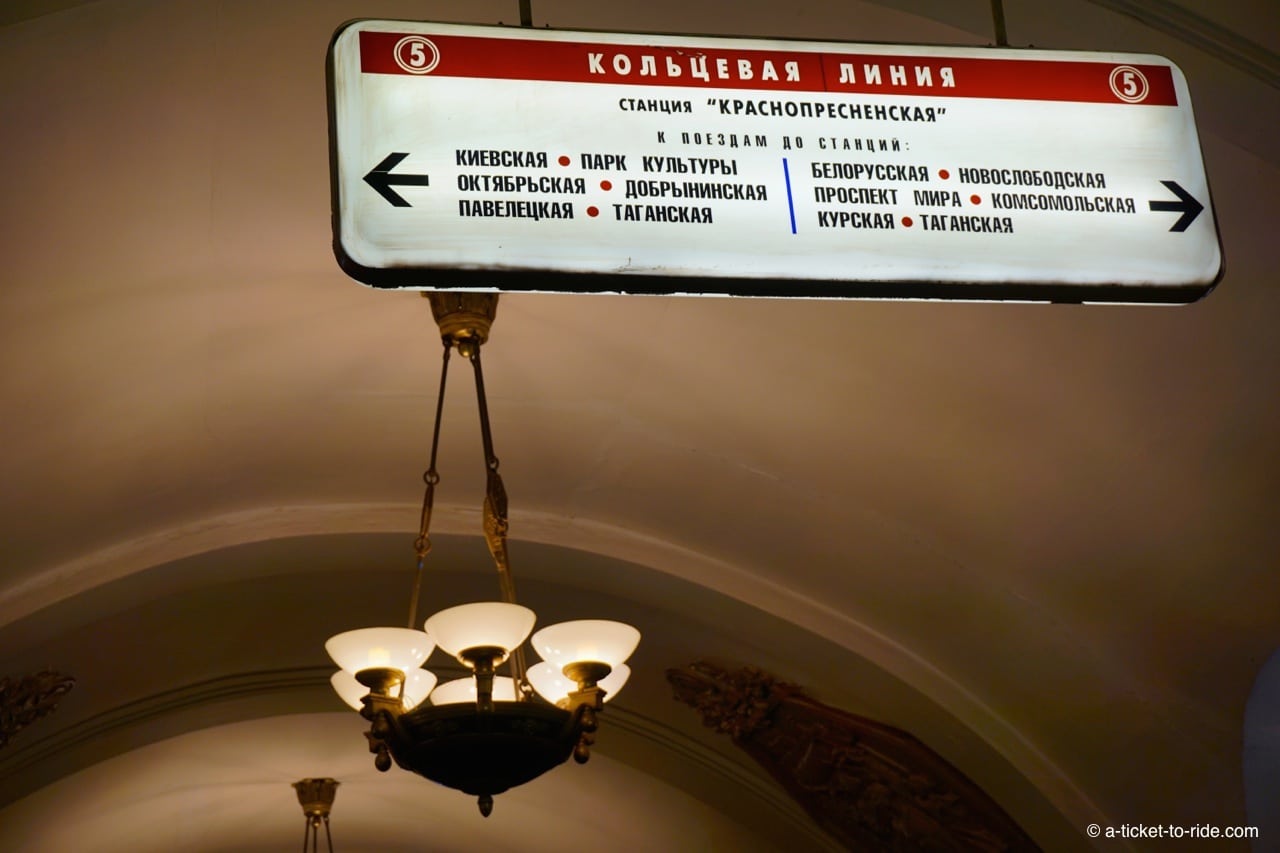 5 КОЛЬЦЕВАЯ ЛИНИЯ 5
СТАНЦИЯ "КРАСНОПРЕСНЕНСКАЯ"
К ПОЕЗДАМ ДО СТАНЦИЙ:
← КИЕВСКАЯ • ПАРК КУЛЬТУРЫ
ОКТЯБРЬСКАЯ • ДОБРЫНИНСКАЯ
ПАВЕЛЕЦКАЯ • ТАГАНСКАЯ
БЕЛОРУССКАЯ • НОВОСЛОБОДСКАЯ
ПРОСПЕКТ МИРА • КОМСОМОЛЬСКАЯ →
КУРСКАЯ • ТАГАНСКАЯ
© a-ticket-to-ride.com